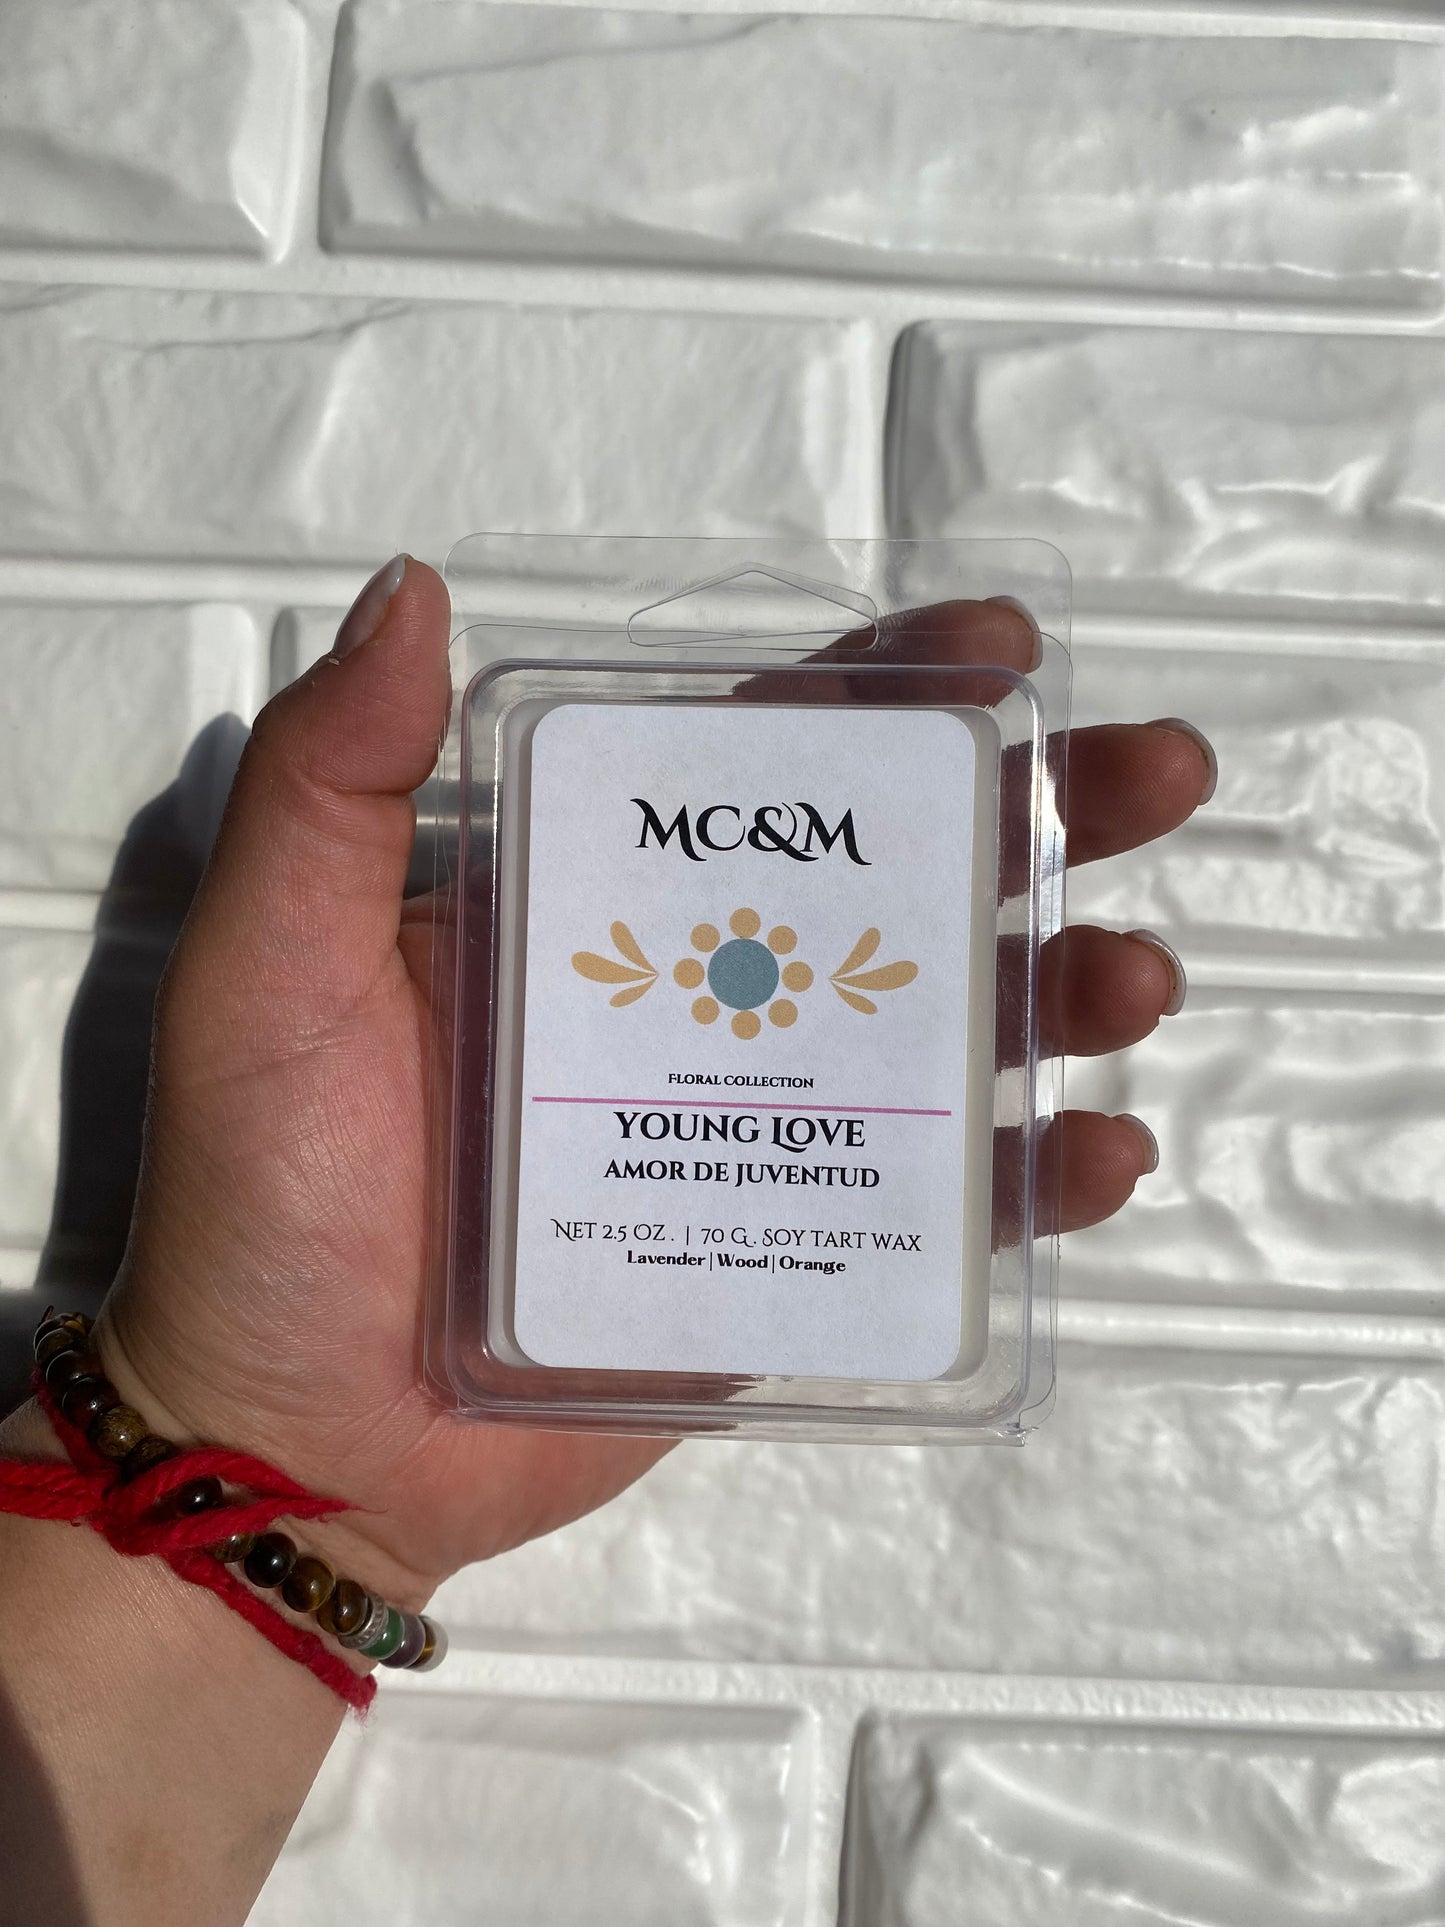 MC&M
FLORAL COLLECTION
YOUNG LOVE
AMOR DE JUVENTUD
NET 2.5 OZ. | 70 G. SOY TART WAX
Lavender|Wood|Orange